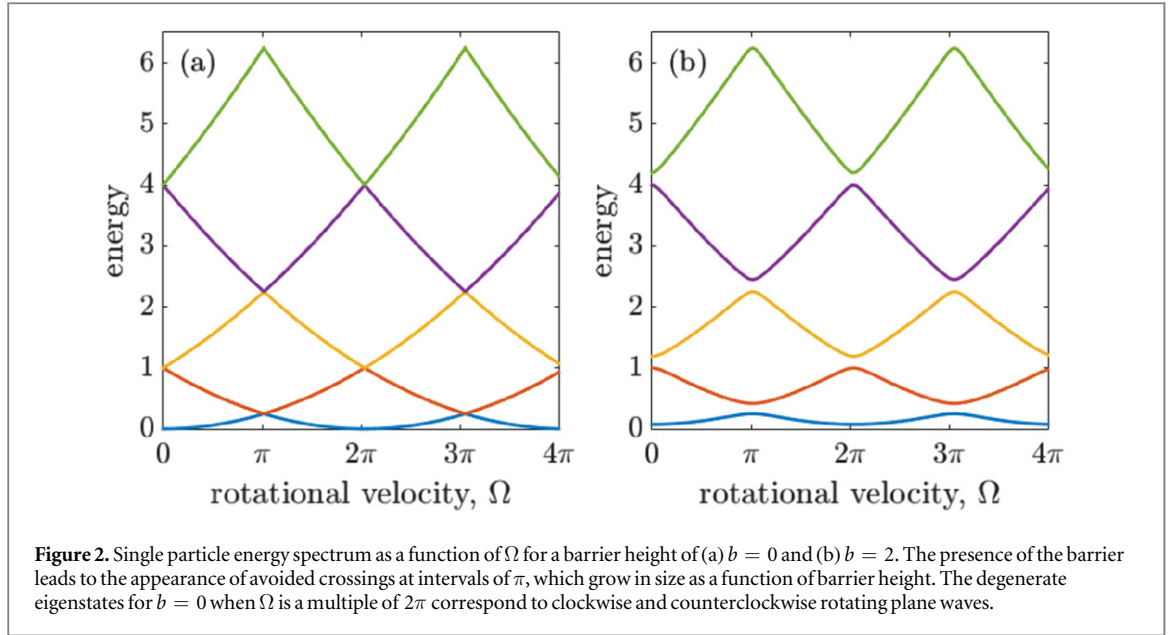 (a)
(b)
6
5
4
3
2
1
0
energy
0
π
2π
3π
4π
rotational velocity, Ω
6
5
4
3
2
1
0
energy
0
π
2π
3π
4π
rotational velocity, Ω
Figure 2. Single particle energy spectrum as a function of Ω for a barrier height of (a) b = 0 and (b) b = 2. The presence of the barrier
leads to the appearance of avoided crossings at intervals of π, which grow in size as a function of barrier height. The degenerate
eigenstates for b = 0 when Ω is a multiple of 2π correspond to clockwise and counterclockwise rotating plane waves.